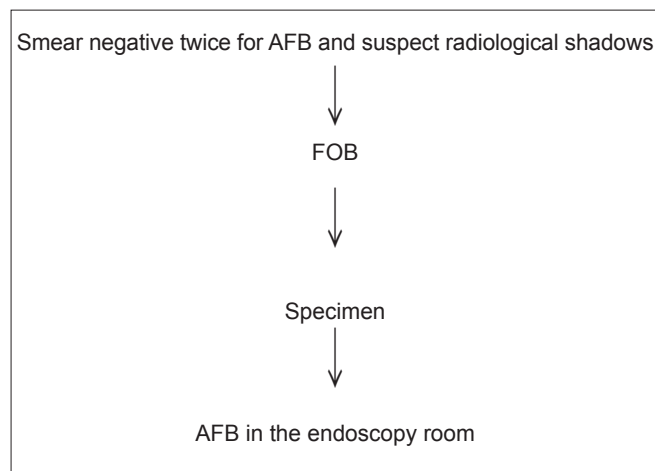 Smear negative twice for AFB and suspect radiological shadows
FOB
Specimen
AFB in the endoscopy room